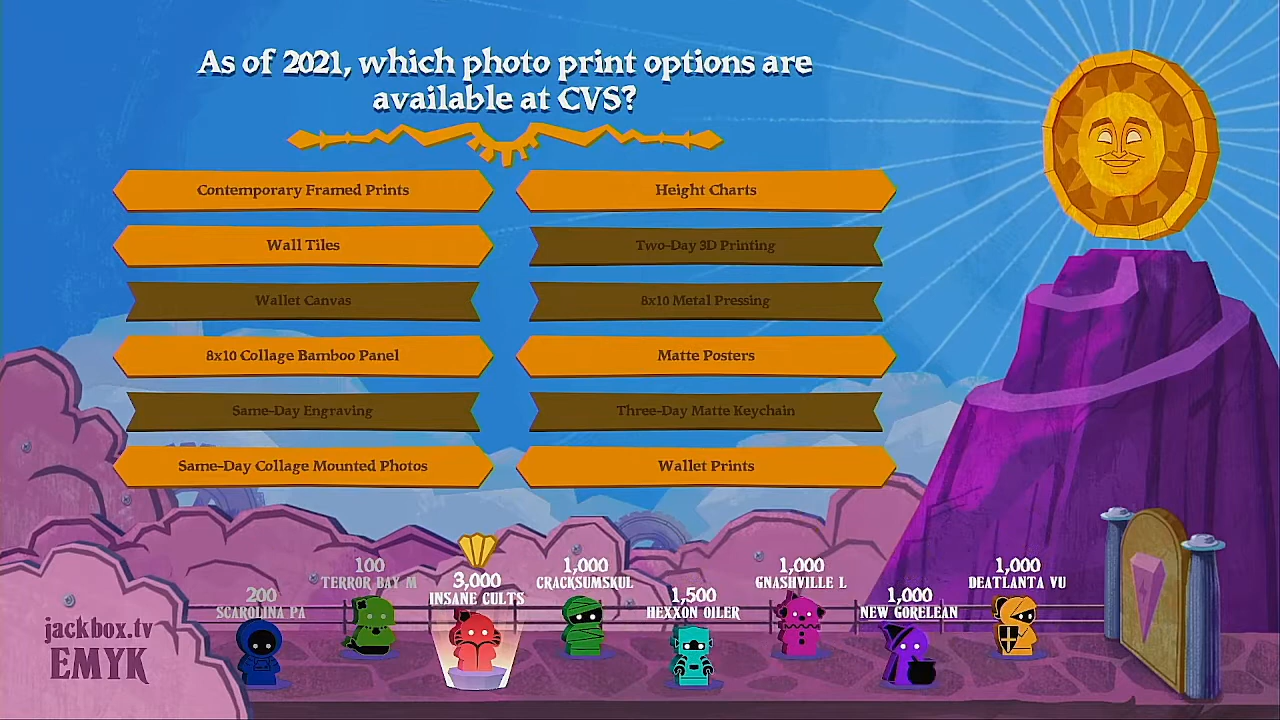 As of 2021, which photo print options are
available at CVS?
Contemporary Framed Prints
Height Charts
Wall Tiles
Two-Day 3D Printing
Wallet Canvas
8x10 Metal Pressing
8x10 Collage Bamboo Panel
Matte Posters
Same-Day Engraving
Three-Day Matte Keychain
Same-Day Collage Mounted Photos
Wallet Prints
200
SCAROLINA PA
100
TERROR BAY M
3,000
INSANE CULTS
1,000
CRACKSUMSKUL
1,500
HEXXON OILER
1,000
GNASHVILLE L
1,000
NEW GORELEAN
1,000
DEATLANTA VU
jackbox.tv
EMYK